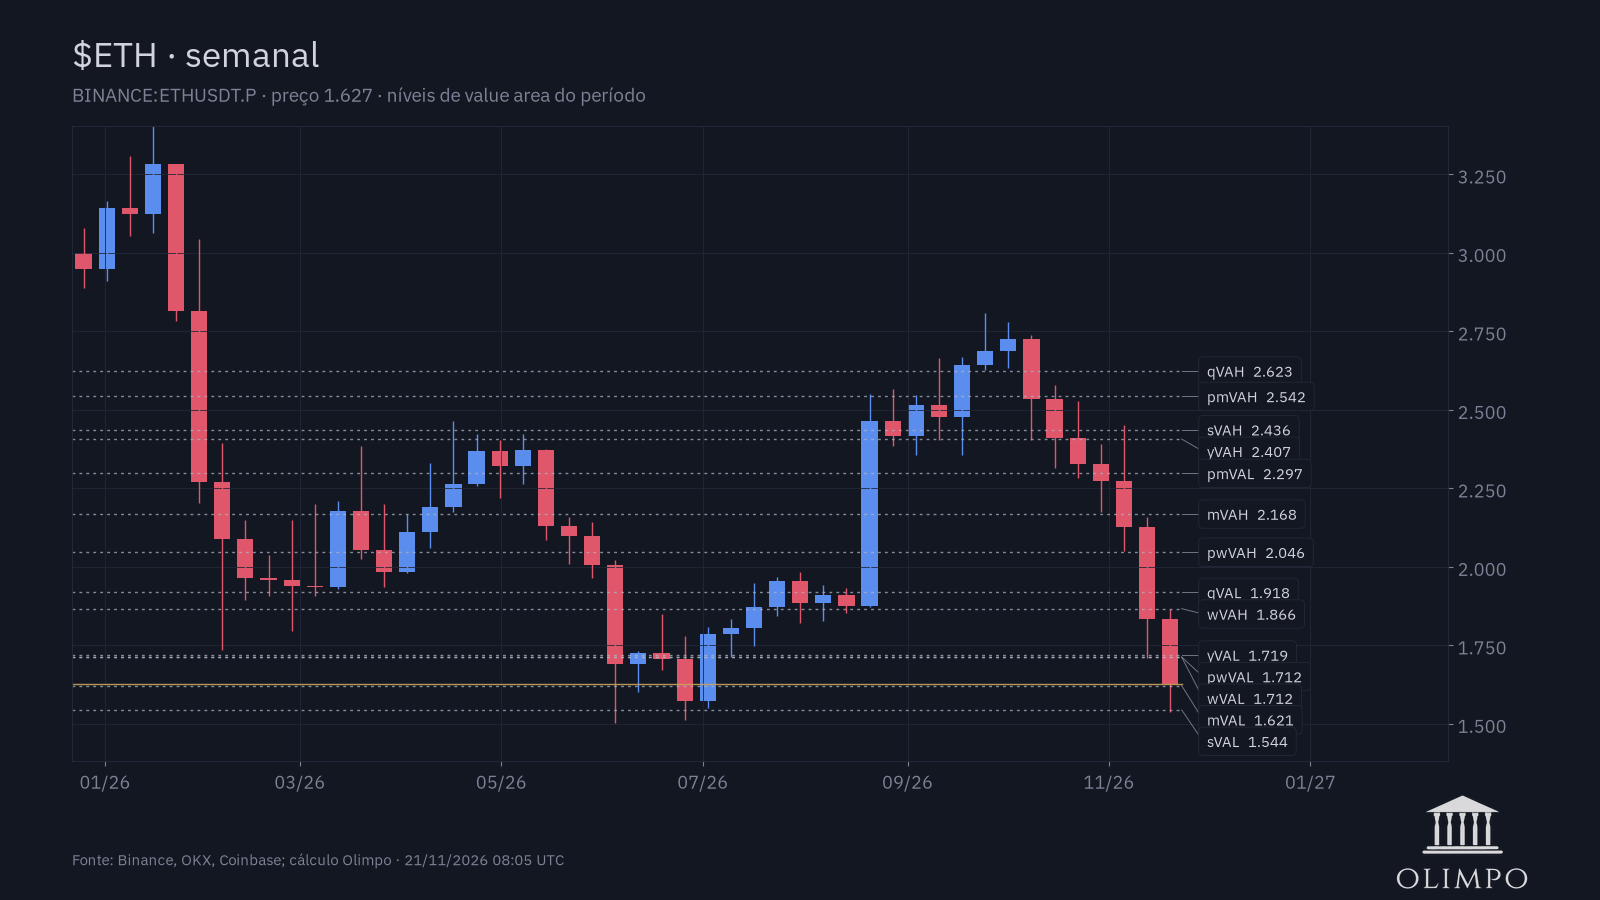 $ETH · semanal
BINANCE:ETHUSDT.P · preço 1.627 · níveis de value area do período
3.250
3.000
2.750
2.500
2.250
2.000
1.750
1.500
qVAH 2.623
pmVAH 2.542
sVAH 2.436
yVAH 2.407
pmVAL 2.297
mVAH 2.168
pwVAH 2.046
qVAL 1.918
wVAH 1.866
yVAL 1.719
pwVAL 1.712
wVAL 1.712
mVAL 1.621
sVAL 1.544
01/26 03/26 05/26 07/26 09/26 11/26 01/27
Fonte: Binance, OKX, Coinbase; cálculo Olimpo · 21/11/2026 08:05 UTC
OLIMPO